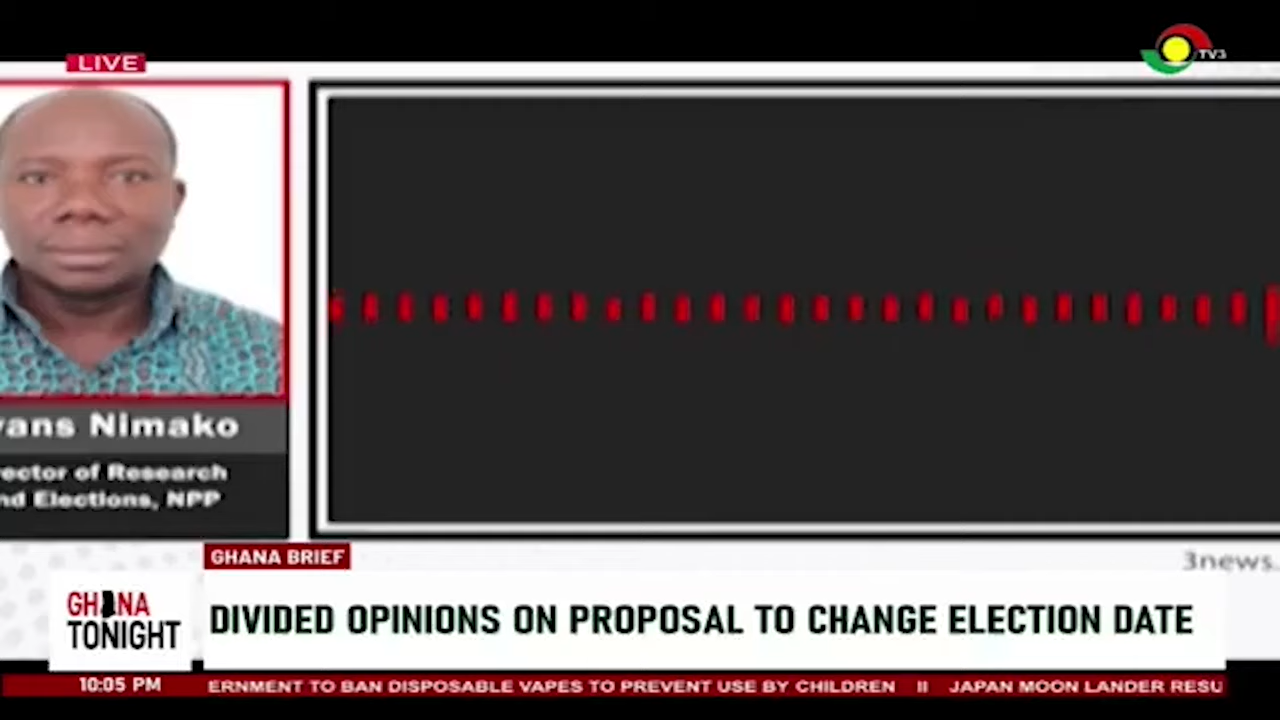 LIVE
TV3
vans Nimako
rector of Research
nd Elections, NPP
GHANA BRIEF
3news.
GHANA
TONIGHT
DIVIDED OPINIONS ON PROPOSAL TO CHANGE ELECTION DATE
10:05 PM
ERNMENT TO BAN DISPOSABLE VAPES TO PREVENT USE BY CHILDREN II JAPAN MOON LANDER RESU